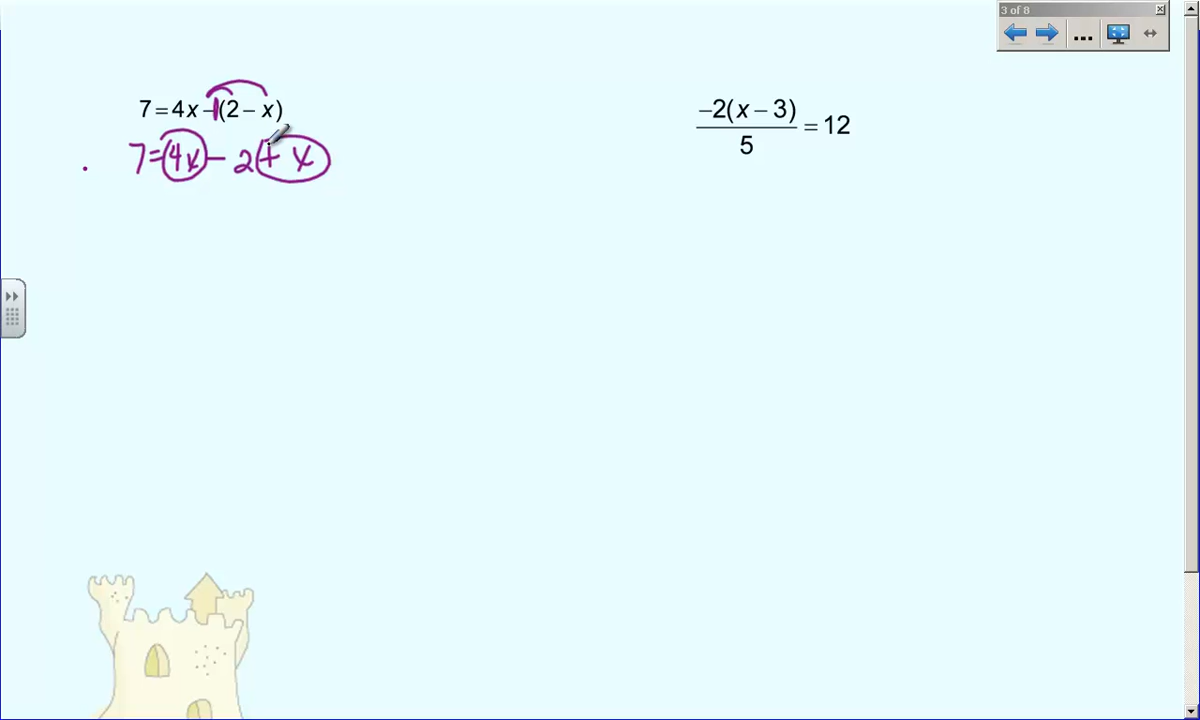 3 of 8
7 = 4x − 1(2 − x)
7 = (4x) − 2(+ x)
−2(x − 3)
5
= 12